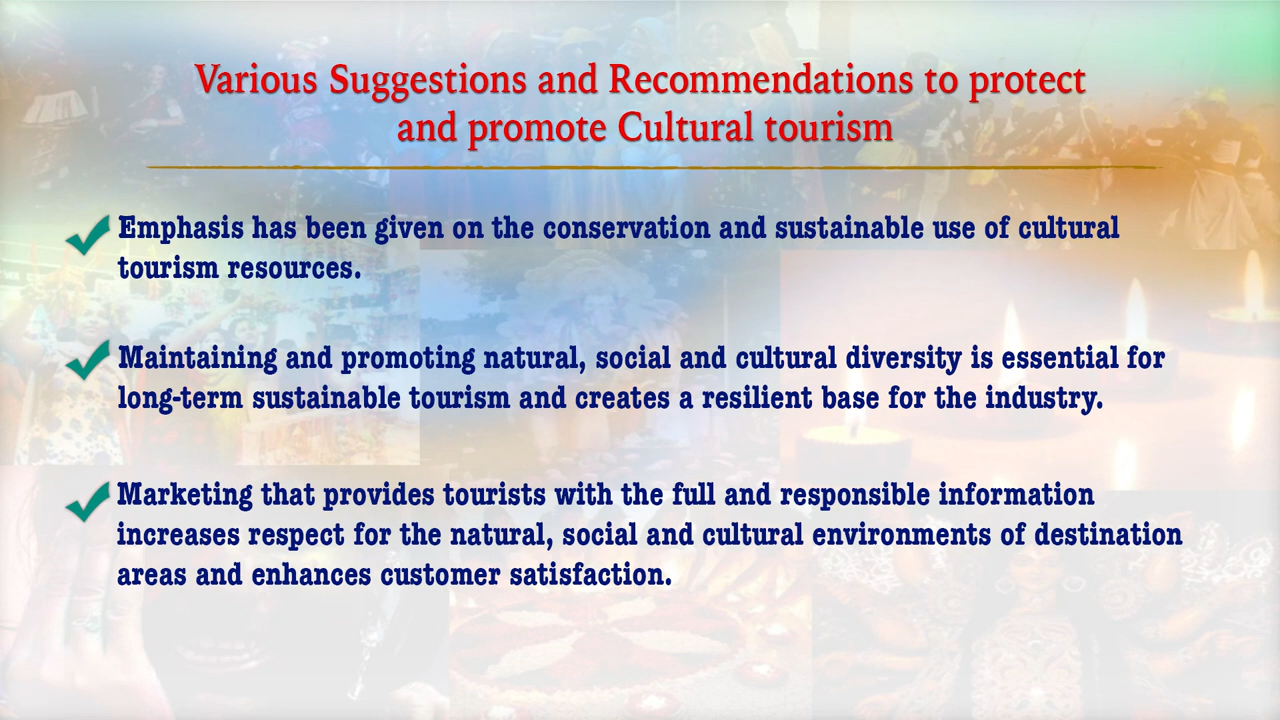 Various Suggestions and Recommendations to protect
and promote Cultural tourism
Emphasis has been given on the conservation and sustainable use of cultural
tourism resources.
Maintaining and promoting natural, social and cultural diversity is essential for
long-term sustainable tourism and creates a resilient base for the industry.
Marketing that provides tourists with the full and responsible information
increases respect for the natural, social and cultural environments of destination
areas and enhances customer satisfaction.